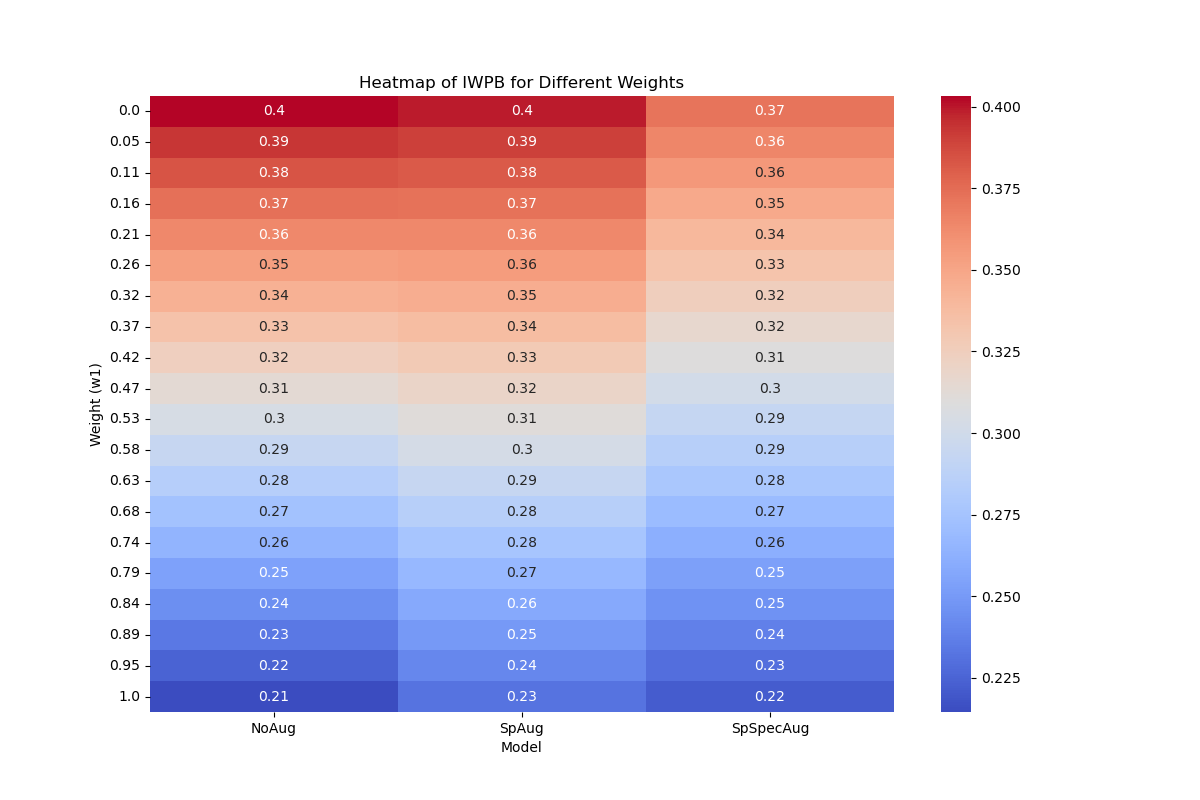 Heatmap of IWPB for Different Weights
0.0 0.4 0.4 0.37
0.05 0.39 0.39 0.36
0.11 0.38 0.38 0.36
0.16 0.37 0.37 0.35
0.21 0.36 0.36 0.34
0.26 0.35 0.36 0.33
0.32 0.34 0.35 0.32
0.37 0.33 0.34 0.32
0.42 0.32 0.33 0.31
0.47 0.31 0.32 0.3
0.53 0.3 0.31 0.29
0.58 0.29 0.3 0.29
0.63 0.28 0.29 0.28
0.68 0.27 0.28 0.27
0.74 0.26 0.28 0.26
0.79 0.25 0.27 0.25
0.84 0.24 0.26 0.25
0.89 0.23 0.25 0.24
0.95 0.22 0.24 0.23
1.0 0.21 0.23 0.22
Weight (w1)
NoAug SpAug SpSpecAug
Model
0.400
0.375
0.350
0.325
0.300
0.275
0.250
0.225